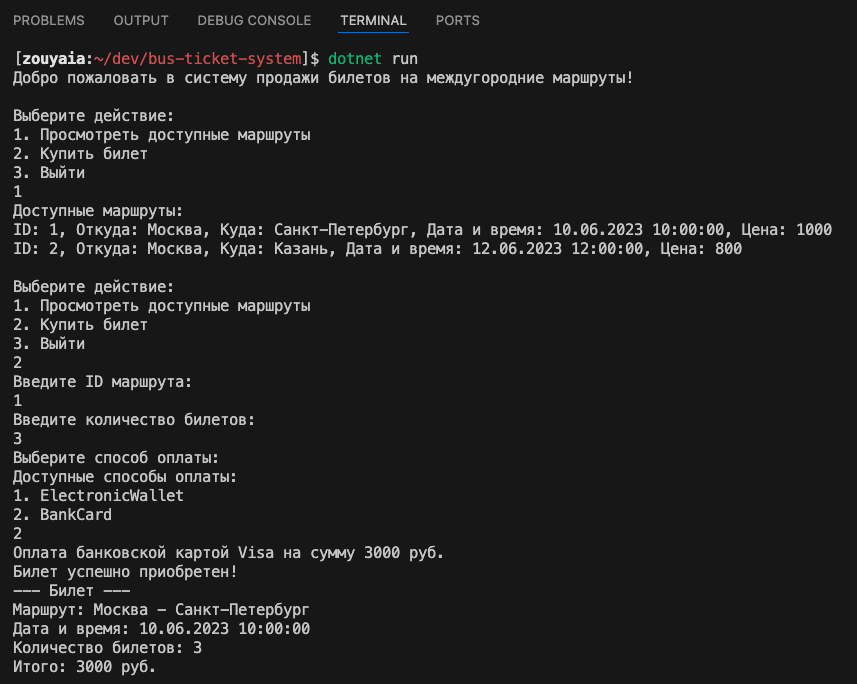 PROBLEMS OUTPUT DEBUG CONSOLE TERMINAL PORTS
[zouyaia:~/dev/bus-ticket-system]$ dotnet run
Добро пожаловать в систему продажи билетов на междугородние маршруты!
Выберите действие:
1. Просмотреть доступные маршруты
2. Купить билет
3. Выйти
1
Доступные маршруты:
ID: 1, Откуда: Москва, Куда: Санкт-Петербург, Дата и время: 10.06.2023 10:00:00, Цена: 1000
ID: 2, Откуда: Москва, Куда: Казань, Дата и время: 12.06.2023 12:00:00, Цена: 800
Выберите действие:
1. Просмотреть доступные маршруты
2. Купить билет
3. Выйти
2
Введите ID маршрута:
1
Введите количество билетов:
3
Выберите способ оплаты:
Доступные способы оплаты:
1. ElectronicWallet
2. BankCard
2
Оплата банковской картой Visa на сумму 3000 руб.
Билет успешно приобретен!
--- Билет ---
Маршрут: Москва - Санкт-Петербург
Дата и время: 10.06.2023 10:00:00
Количество билетов: 3
Итого: 3000 руб.